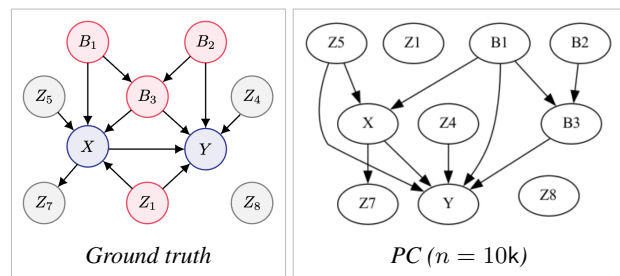 B₁ B₂
Z₅ B₃ Z₄
X Y
Z₇ Z₁ Z₈
Ground truth
Z5 Z1 B1 B2
X Z4 B3
Z7 Y Z8
PC (n = 10k)